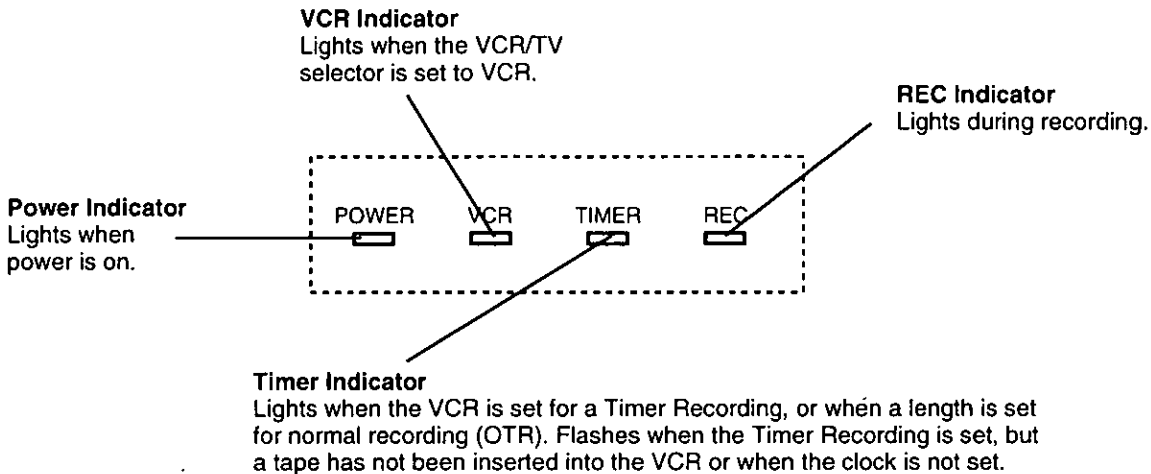 VCR Indicator
Lights when the VCR/TV
selector is set to VCR.
REC Indicator
Lights during recording.
Power Indicator
Lights when
power is on.
POWER VCR TIMER REC
Timer Indicator
Lights when the VCR is set for a Timer Recording, or when a length is set
for normal recording (OTR). Flashes when the Timer Recording is set, but
a tape has not been inserted into the VCR or when the clock is not set.